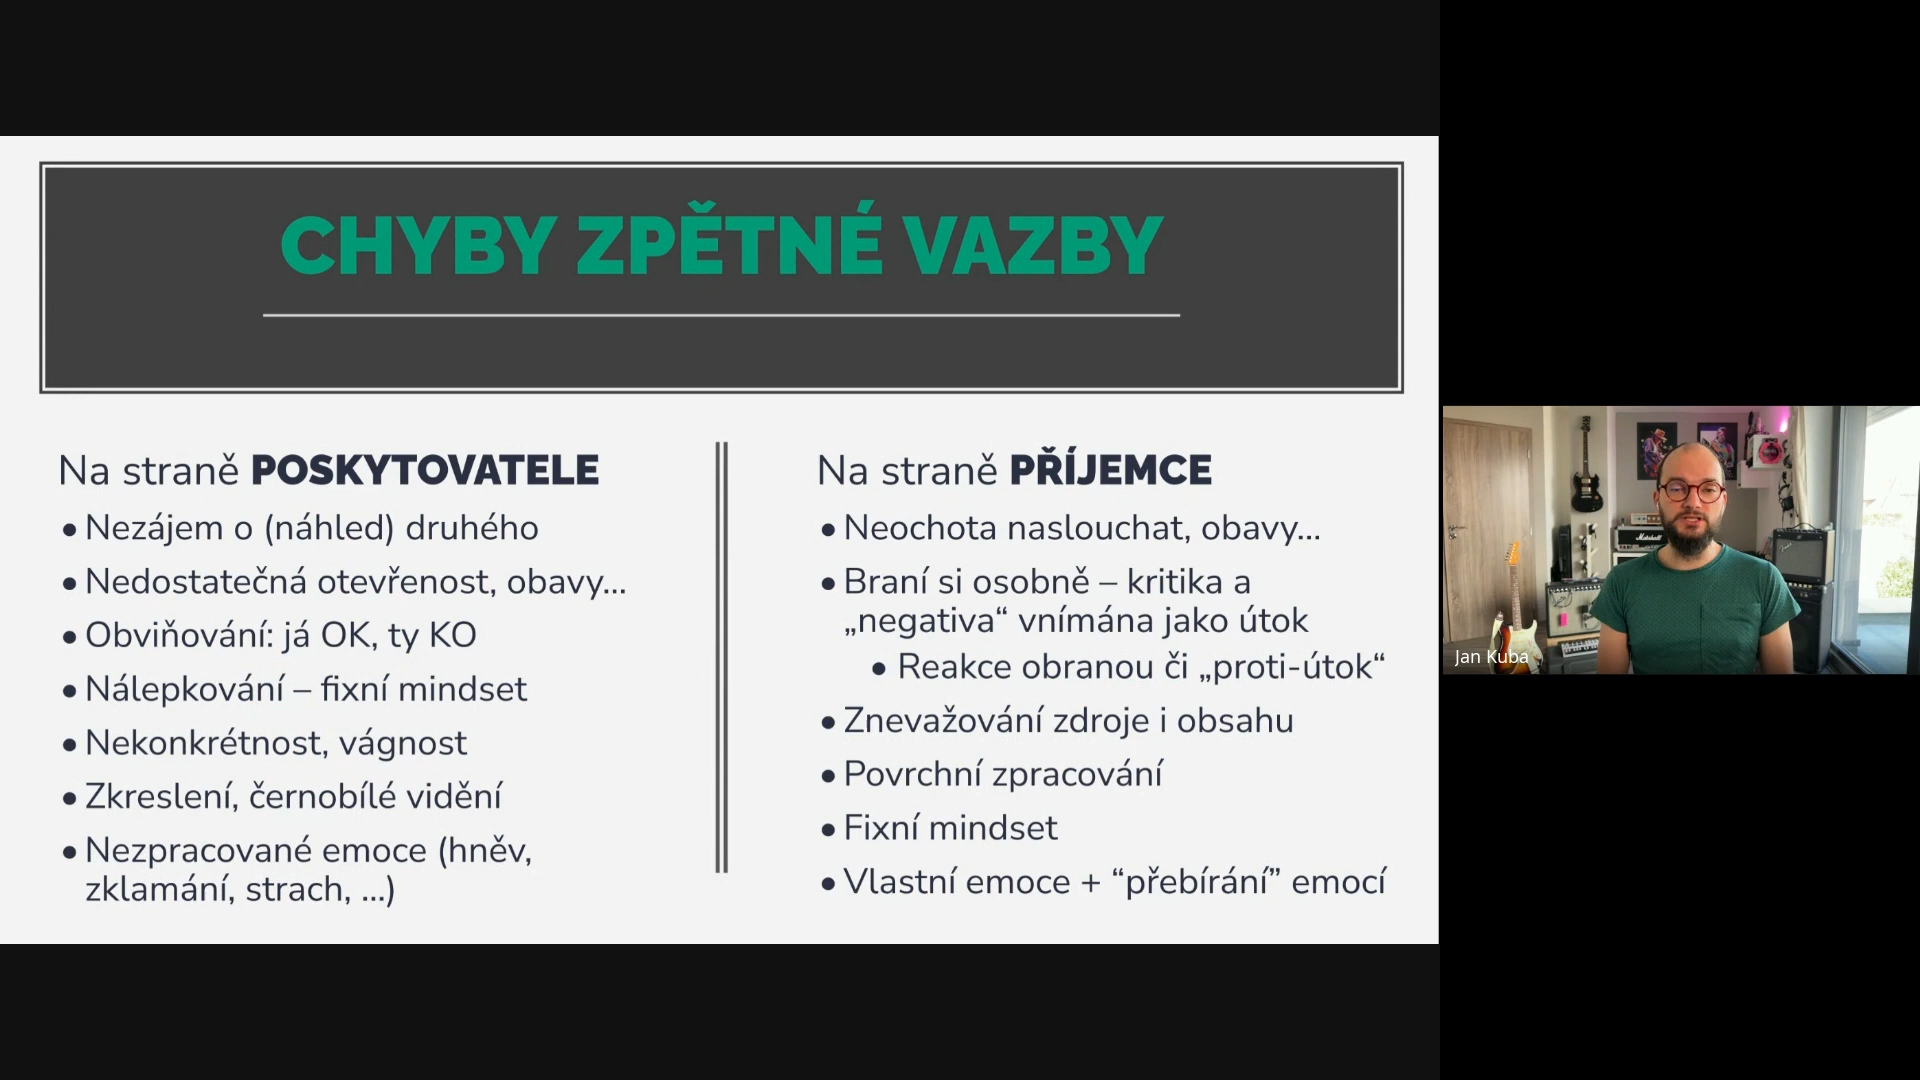 CHYBY ZPĚTNÉ VAZBY
Na straně POSKYTOVATELE
• Nezájem o (náhled) druhého
• Nedostatečná otevřenost, obavy...
• Obviňování: já OK, ty KO
• Nálepkování – fixní mindset
• Nekonkrétnost, vágnost
• Zkreslení, černobílé vidění
• Nezpracované emoce (hněv,
zklamání, strach, ...)
Na straně PŘÍJEMCE
• Neochota naslouchat, obavy...
• Braní si osobně – kritika a
„negativa“ vnímána jako útok
• Reakce obranou či „proti-útok“
• Znevažování zdroje i obsahu
• Povrchní zpracování
• Fixní mindset
• Vlastní emoce + “přebírání” emocí
Marshall
Jan Kuba